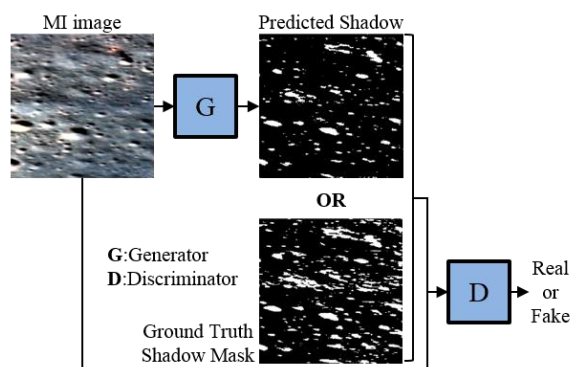 MI image
Predicted Shadow
G
OR
G:Generator
D:Discriminator
D
Real
or
Fake
Ground Truth
Shadow Mask